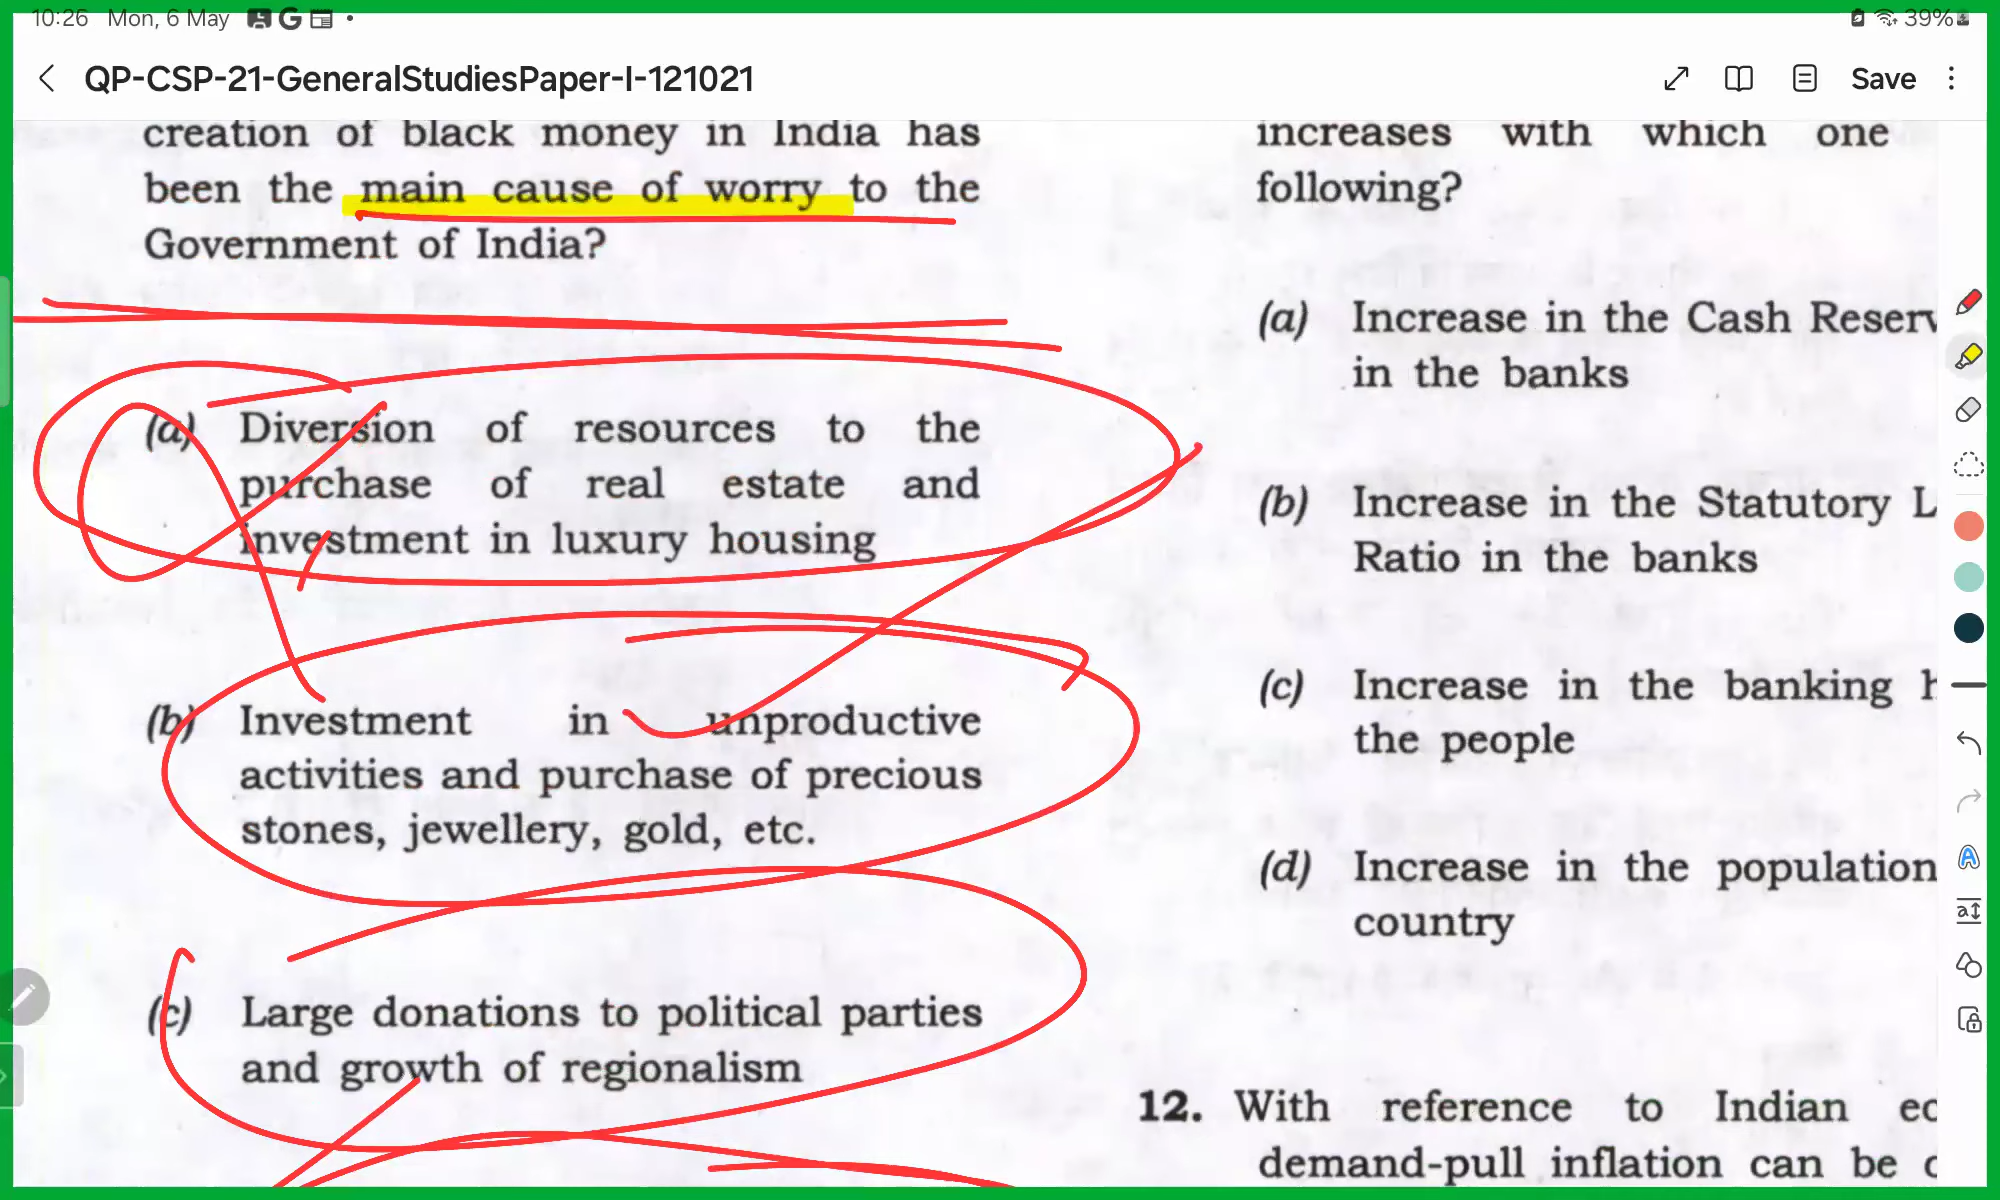 10:26 Mon, 6 May
39%
QP-CSP-21-GeneralStudiesPaper-I-121021
Save
creation of black money in India has
been the main cause of worry to the
Government of India?
(a) Diversion of resources to the
purchase of real estate and
investment in luxury housing
(b) Investment in unproductive
activities and purchase of precious
stones, jewellery, gold, etc.
(c) Large donations to political parties
and growth of regionalism
increases with which one
following?
(a) Increase in the Cash Reserv
in the banks
(b) Increase in the Statutory L
Ratio in the banks
(c) Increase in the banking h
the people
(d) Increase in the population
country
12. With reference to Indian ec
demand-pull inflation can be c